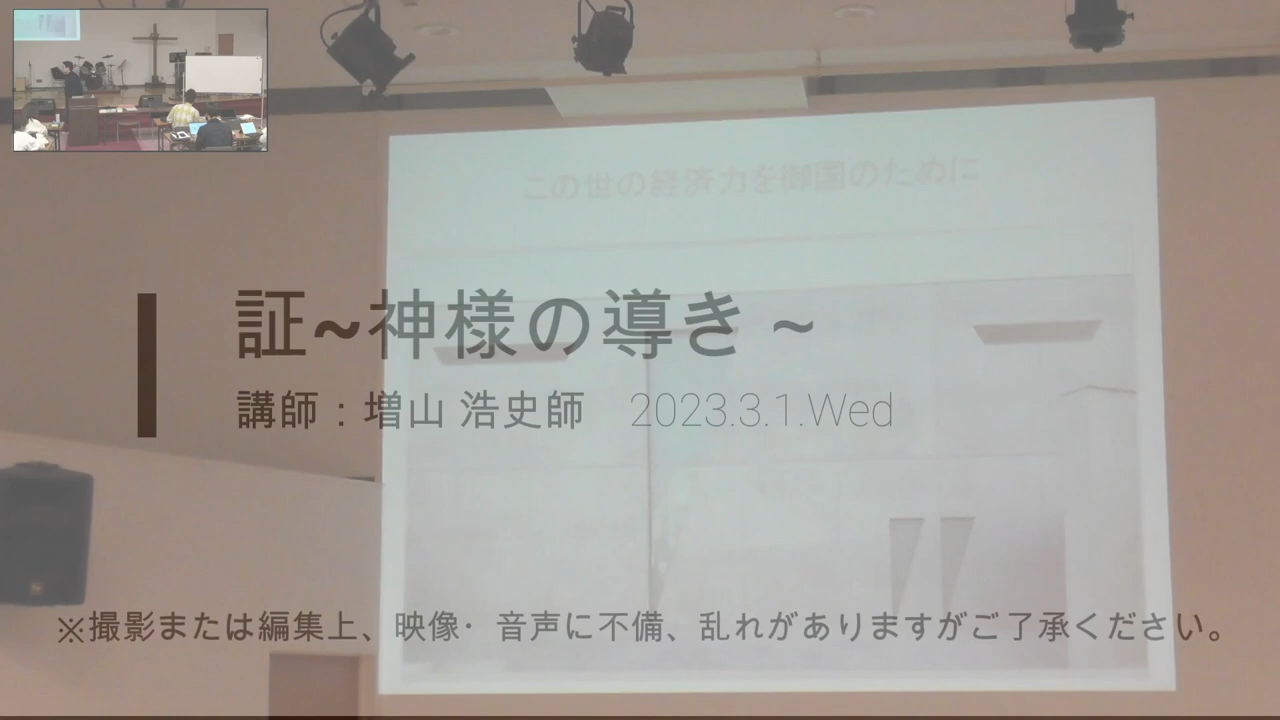 この世の経済力を御国のために
証~神様の導き ~
講師：増山 浩史師 2023.3.1.Wed
※撮影または編集上、映像・音声に不備、乱れがありますがご了承ください。